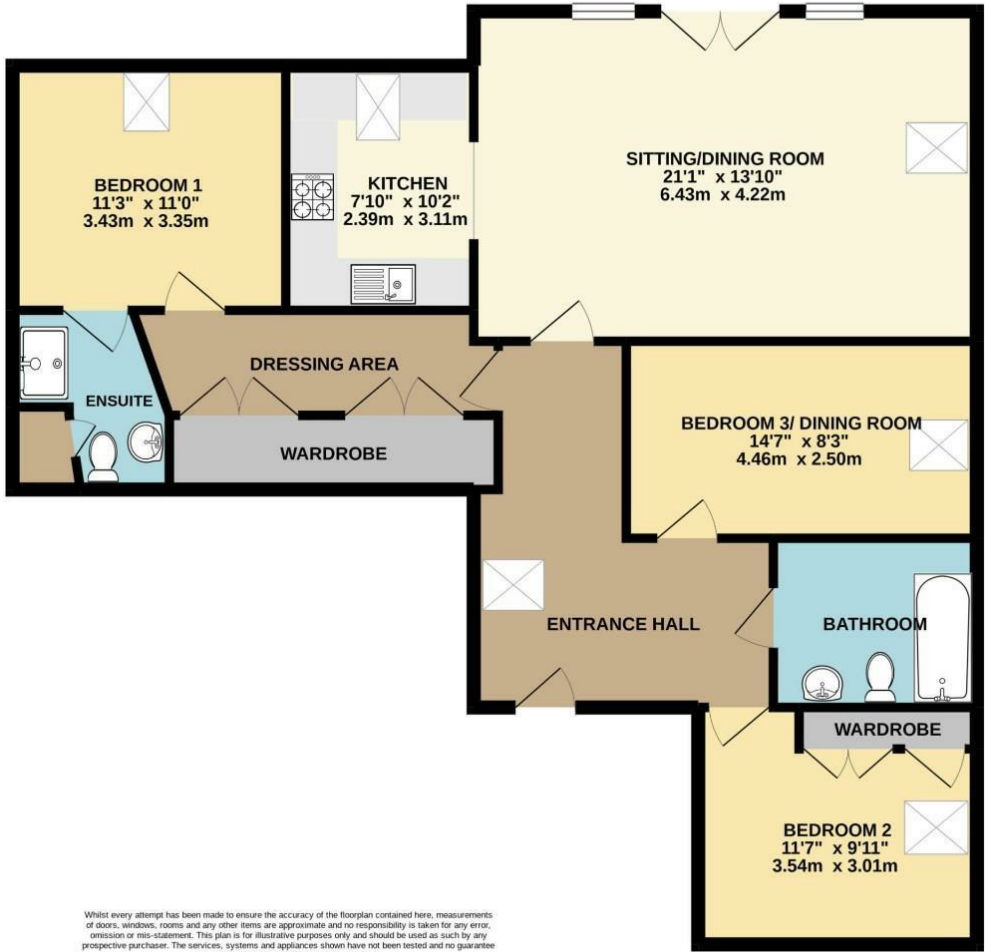 BEDROOM 1
11'3" x 11'0"
3.43m x 3.35m
KITCHEN
7'10" x 10'2"
2.39m x 3.11m
SITTING/DINING ROOM
21'1" x 13'10"
6.43m x 4.22m
DRESSING AREA
ENSUITE
WARDROBE
BEDROOM 3/ DINING ROOM
14'7" x 8'3"
4.46m x 2.50m
ENTRANCE HALL
BATHROOM
WARDROBE
BEDROOM 2
11'7" x 9'11"
3.54m x 3.01m
Whilst every attempt has been made to ensure the accuracy of the floorplan contained here, measurements
of doors, windows, rooms and any other items are approximate and no responsibility is taken for any error,
omission or mis-statement. This plan is for illustrative purposes only and should be used as such by any
prospective purchaser. The services, systems and appliances shown have not been tested and no guarantee